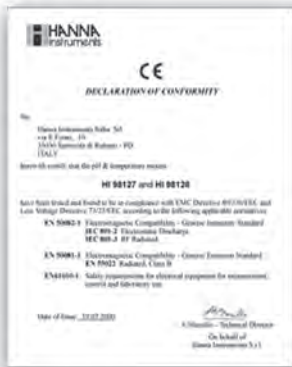 HANNA
instruments
CE
DECLARATION OF CONFORMITY
We
Hanna Instruments Italia Srl
via E.Fermi, 10
35030 Sarmeola di Rubano - PD
ITALY
herewith certify that the pH & temperature meters
HI 98127 and HI 98128
have been tested and found to be in compliance with EMC Directive 89/336/EEC and
Low Voltage Directive 73/23/EEC according to the following applicable normatives:
EN 50082-1 Electromagnetic Compatibility - Generic Immunity Standard
IEC 801-2 Electrostatic Discharge
IEC 801-3 RF Radiated
EN 50081-1 Electromagnetic Compatibility - Generic Emission Standard
EN 55022 Radiated, Class B
EN61010-1 Safety requirements for electrical equipment for measurement,
control and laboratory use
Date of Issue:
A.Marsilio - Technical Director
On behalf of
Hanna Instruments S.r.l.